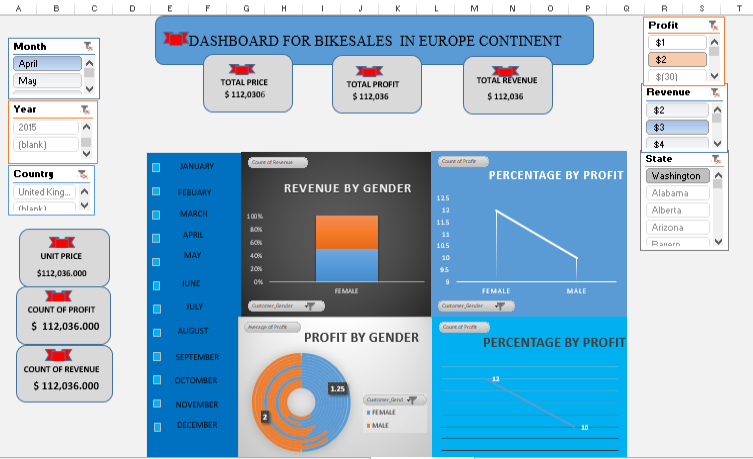 A B C D E F G H I J K L M N O P Q R S T
DASHBOARD FOR BIKESALES IN EUROPE CONTINENT
Month
April
May
Year
2015
(blank)
Country
United King...
(blank)
TOTAL PRICE
$ 112,0306
TOTAL PROFIT
$ 112,036
TOTAL REVENUE
$ 112,036
Profit
$1
$2
$(30)
Revenue
$2
$3
$4
State
Washington
Alabama
Alberta
Arizona
Bayern
UNIT PRICE
$112,036.000
COUNT OF PROFIT
$ 112,036.000
COUNT OF REVENUE
$ 112,036.000
JANUARY
FEBUARY
MARCH
APRIL
MAY
JUNE
JULY
AUGUST
SEPTEMBER
OCTOMBER
NOVEMBER
DECEMBER
Count of Revenue
REVENUE BY GENDER
100%
80%
60%
40%
20%
0%
FEMALE
Customer_Gender
Count of Profit
PERCENTAGE BY PROFIT
12.5
12
11.5
11
10.5
10
9.5
9
FEMALE MALE
Customer_Gender
Average of Profit
PROFIT BY GENDER
1.25
2
Customer_Gend
FEMALE
MALE
Count of Profit
PERCENTAGE BY PROFIT
12
10